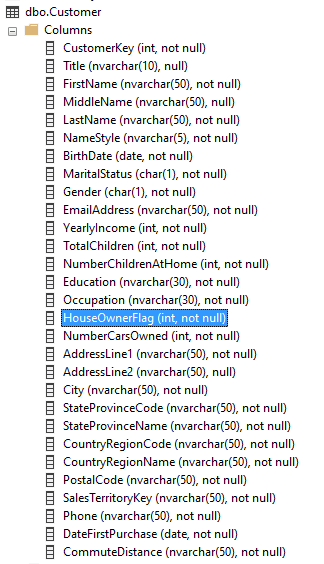 dbo.Customer
Columns
CustomerKey (int, not null)
Title (nvarchar(10), null)
FirstName (nvarchar(50), not null)
MiddleName (nvarchar(50), not null)
LastName (nvarchar(50), not null)
NameStyle (nvarchar(5), not null)
BirthDate (date, not null)
MaritalStatus (char(1), not null)
Gender (char(1), not null)
EmailAddress (nvarchar(50), not null)
YearlyIncome (int, not null)
TotalChildren (int, not null)
NumberChildrenAtHome (int, not null)
Education (nvarchar(30), not null)
Occupation (nvarchar(30), not null)
HouseOwnerFlag (int, not null)
NumberCarsOwned (int, not null)
AddressLine1 (nvarchar(50), not null)
AddressLine2 (nvarchar(50), not null)
City (nvarchar(50), not null)
StateProvinceCode (nvarchar(50), not null)
StateProvinceName (nvarchar(50), not null)
CountryRegionCode (nvarchar(50), not null)
CountryRegionName (nvarchar(50), not null)
PostalCode (nvarchar(50), not null)
SalesTerritoryKey (nvarchar(50), not null)
Phone (nvarchar(50), not null)
DateFirstPurchase (date, not null)
CommuteDistance (nvarchar(50), not null)